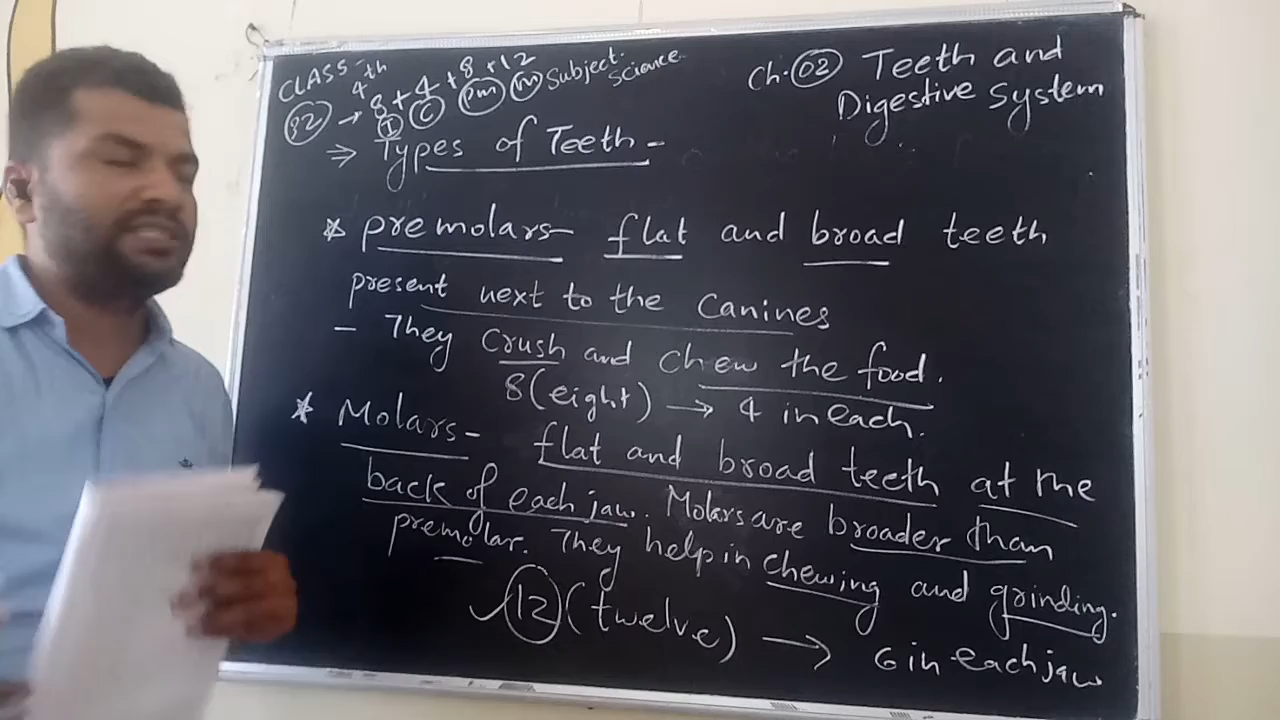 CLASS- 4th
Subject- Science
32 → 8 + 4 + 8 + 12
I C Pm m
Ch. 02 Teeth and
Digestive System
⇒ Types of Teeth-
* premolars- flat and broad teeth
present next to the Canines
- They Crush and Chew the food.
8 (eight) → 4 in each.
* Molars- flat and broad teeth at the
back of each jaw. Molars are broader than
premolar. They help in chewing and grinding.
✓12 (twelve) → 6 in each jaw